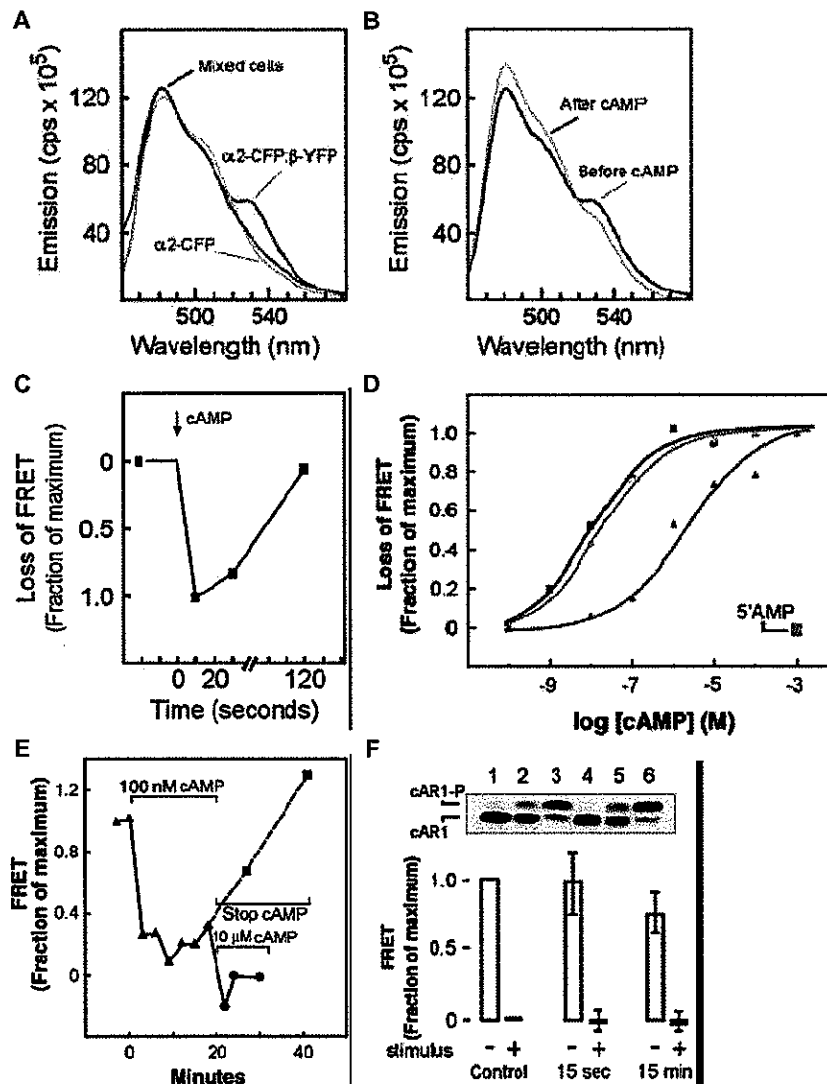 A
Emission (cps x 10⁵)
120
80
40
Mixed cells
α2-CFP:β-YFP
α2-CFP
500
540
Wavelength (nm)
B
Emission (cps x 10⁵)
120
80
40
After cAMP
Before cAMP
500
540
Wavelength (nm)
C
Loss of FRET
(Fraction of maximum)
0
0.5
1.0
cAMP
0
20
120
Time (seconds)
D
Loss of FRET
(Fraction of maximum)
1.0
0.8
0.6
0.4
0.2
0
5'AMP
-9
-7
-5
-3
log [cAMP] (M)
E
FRET
(Fraction of maximum)
1.2
0.8
0.4
0
100 nM cAMP
Stop cAMP
10 μM cAMP
0
20
40
Minutes
F
1 2 3 4 5 6
cAR1-P
cAR1
FRET
(Fraction of maximum)
1.0
0.5
0
stimulus - + - + - +
Control 15 sec 15 min